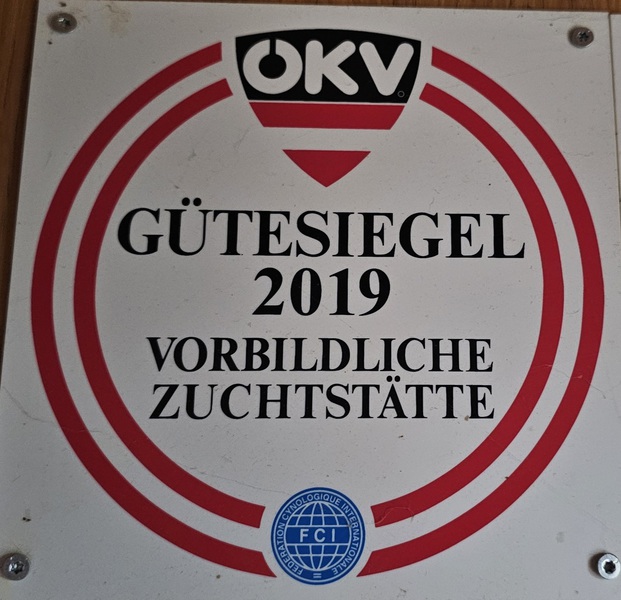 ÖKV
GÜTESIEGEL
2019
VORBILDLICHE
ZUCHTSTÄTTE
FEDERATION CYNOLOGIQUE INTERNATIONALE
FCI